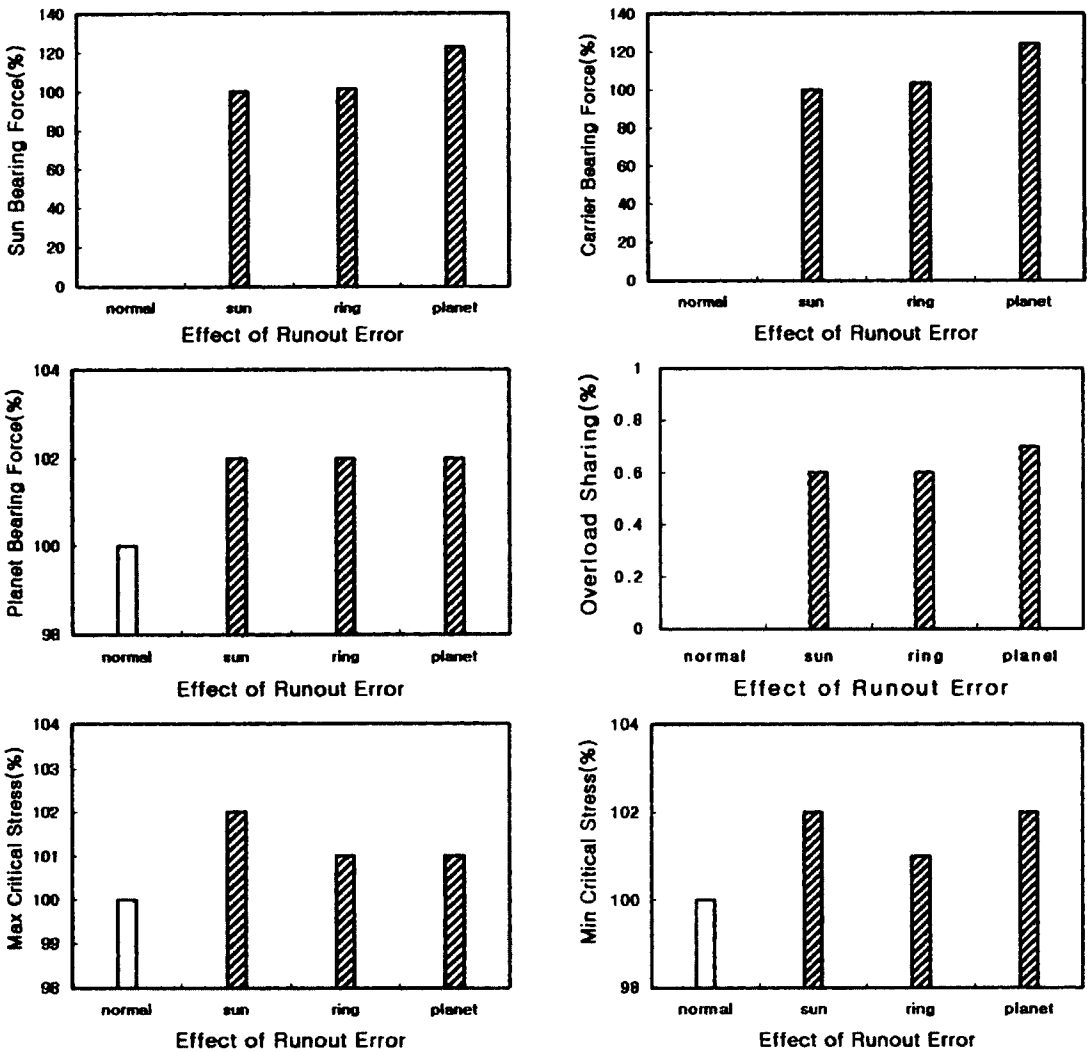 Sun Bearing Force(%)
140
120
100
80
60
40
20
0
normal sun ring planet
Effect of Runout Error
Carrier Bearing Force(%)
140
120
100
80
60
40
20
0
normal sun ring planet
Effect of Runout Error
Planet Bearing Force(%)
104
102
100
98
normal sun ring planet
Effect of Runout Error
Overload Sharing(%)
1
0.8
0.6
0.4
0.2
0
normal sun ring planet
Effect of Runout Error
Max Critical Stress(%)
104
103
102
101
100
99
98
normal sun ring planet
Effect of Runout Error
Min Critical Stress(%)
104
102
100
98
normal sun ring planet
Effect of Runout Error